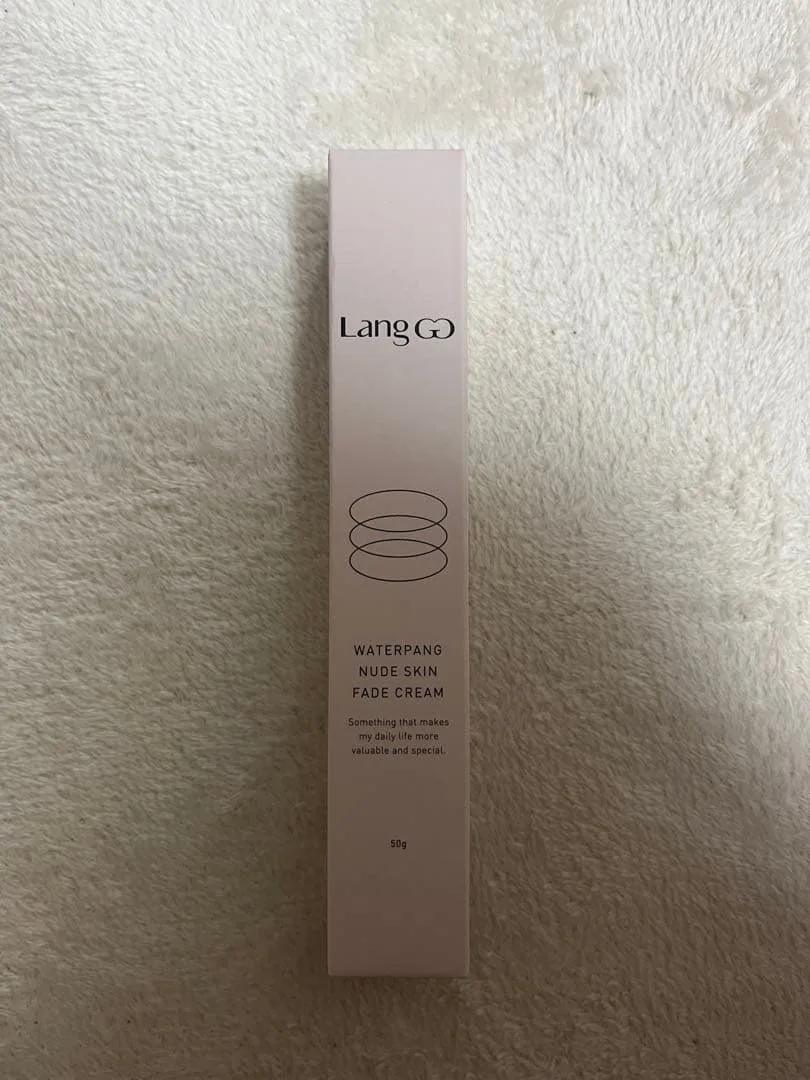 Lang GO
WATERPANG
NUDE SKIN
FADE CREAM
Something that makes
my daily life more
valuable and special.
50g